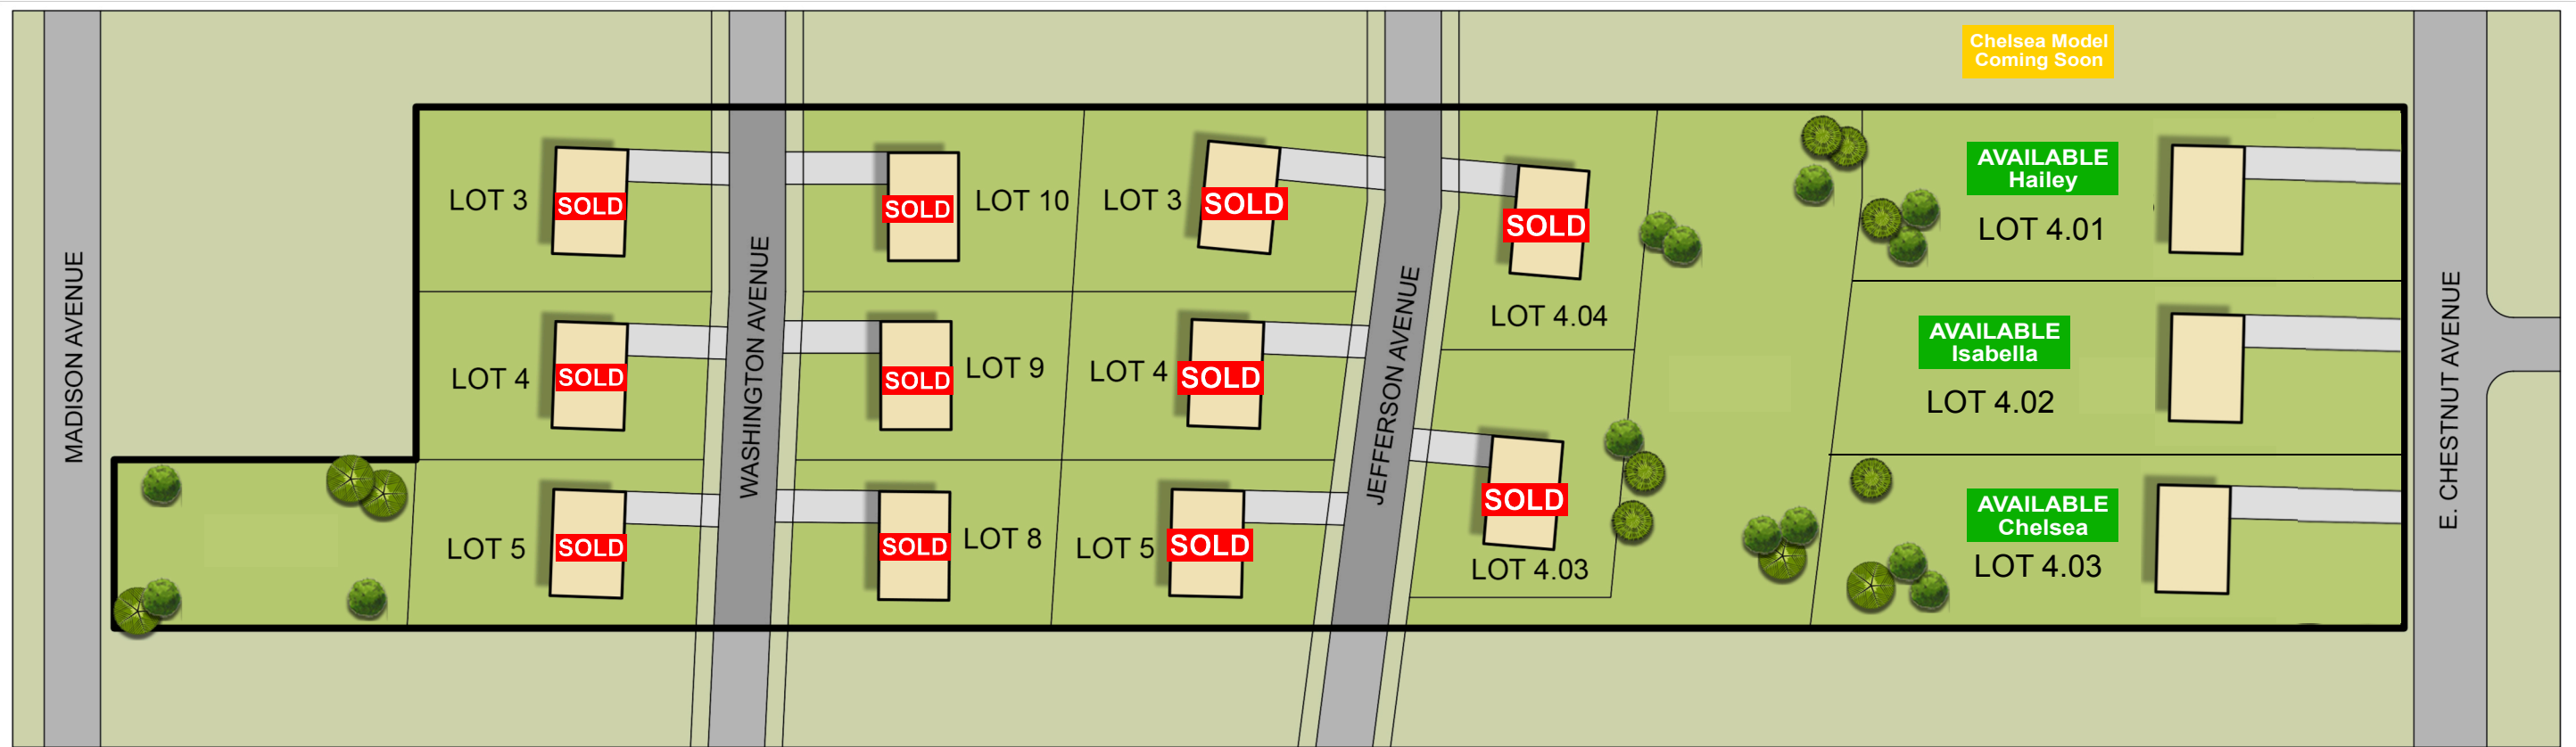 Chelsea Model
Coming Soon
MADISON AVENUE
WASHINGTON AVENUE
JEFFERSON AVENUE
E. CHESTNUT AVENUE
LOT 3
SOLD
SOLD
LOT 10
LOT 3
SOLD
SOLD
LOT 4.04
AVAILABLE
Hailey
LOT 4.01
LOT 4
SOLD
SOLD
LOT 9
LOT 4
SOLD
AVAILABLE
Isabella
LOT 4.02
LOT 5
SOLD
SOLD
LOT 8
LOT 5
SOLD
SOLD
LOT 4.03
AVAILABLE
Chelsea
LOT 4.03